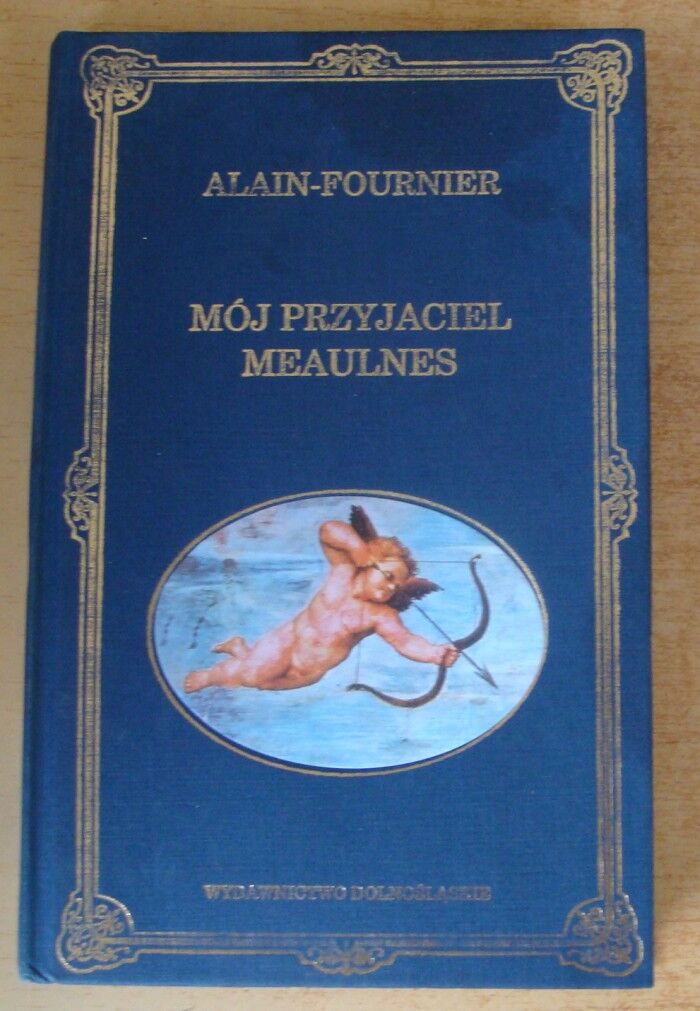 ALAIN-FOURNIER
MÓJ PRZYJACIEL
MEAULNES
WYDAWNICTWO DOLNOŚLĄSKIE